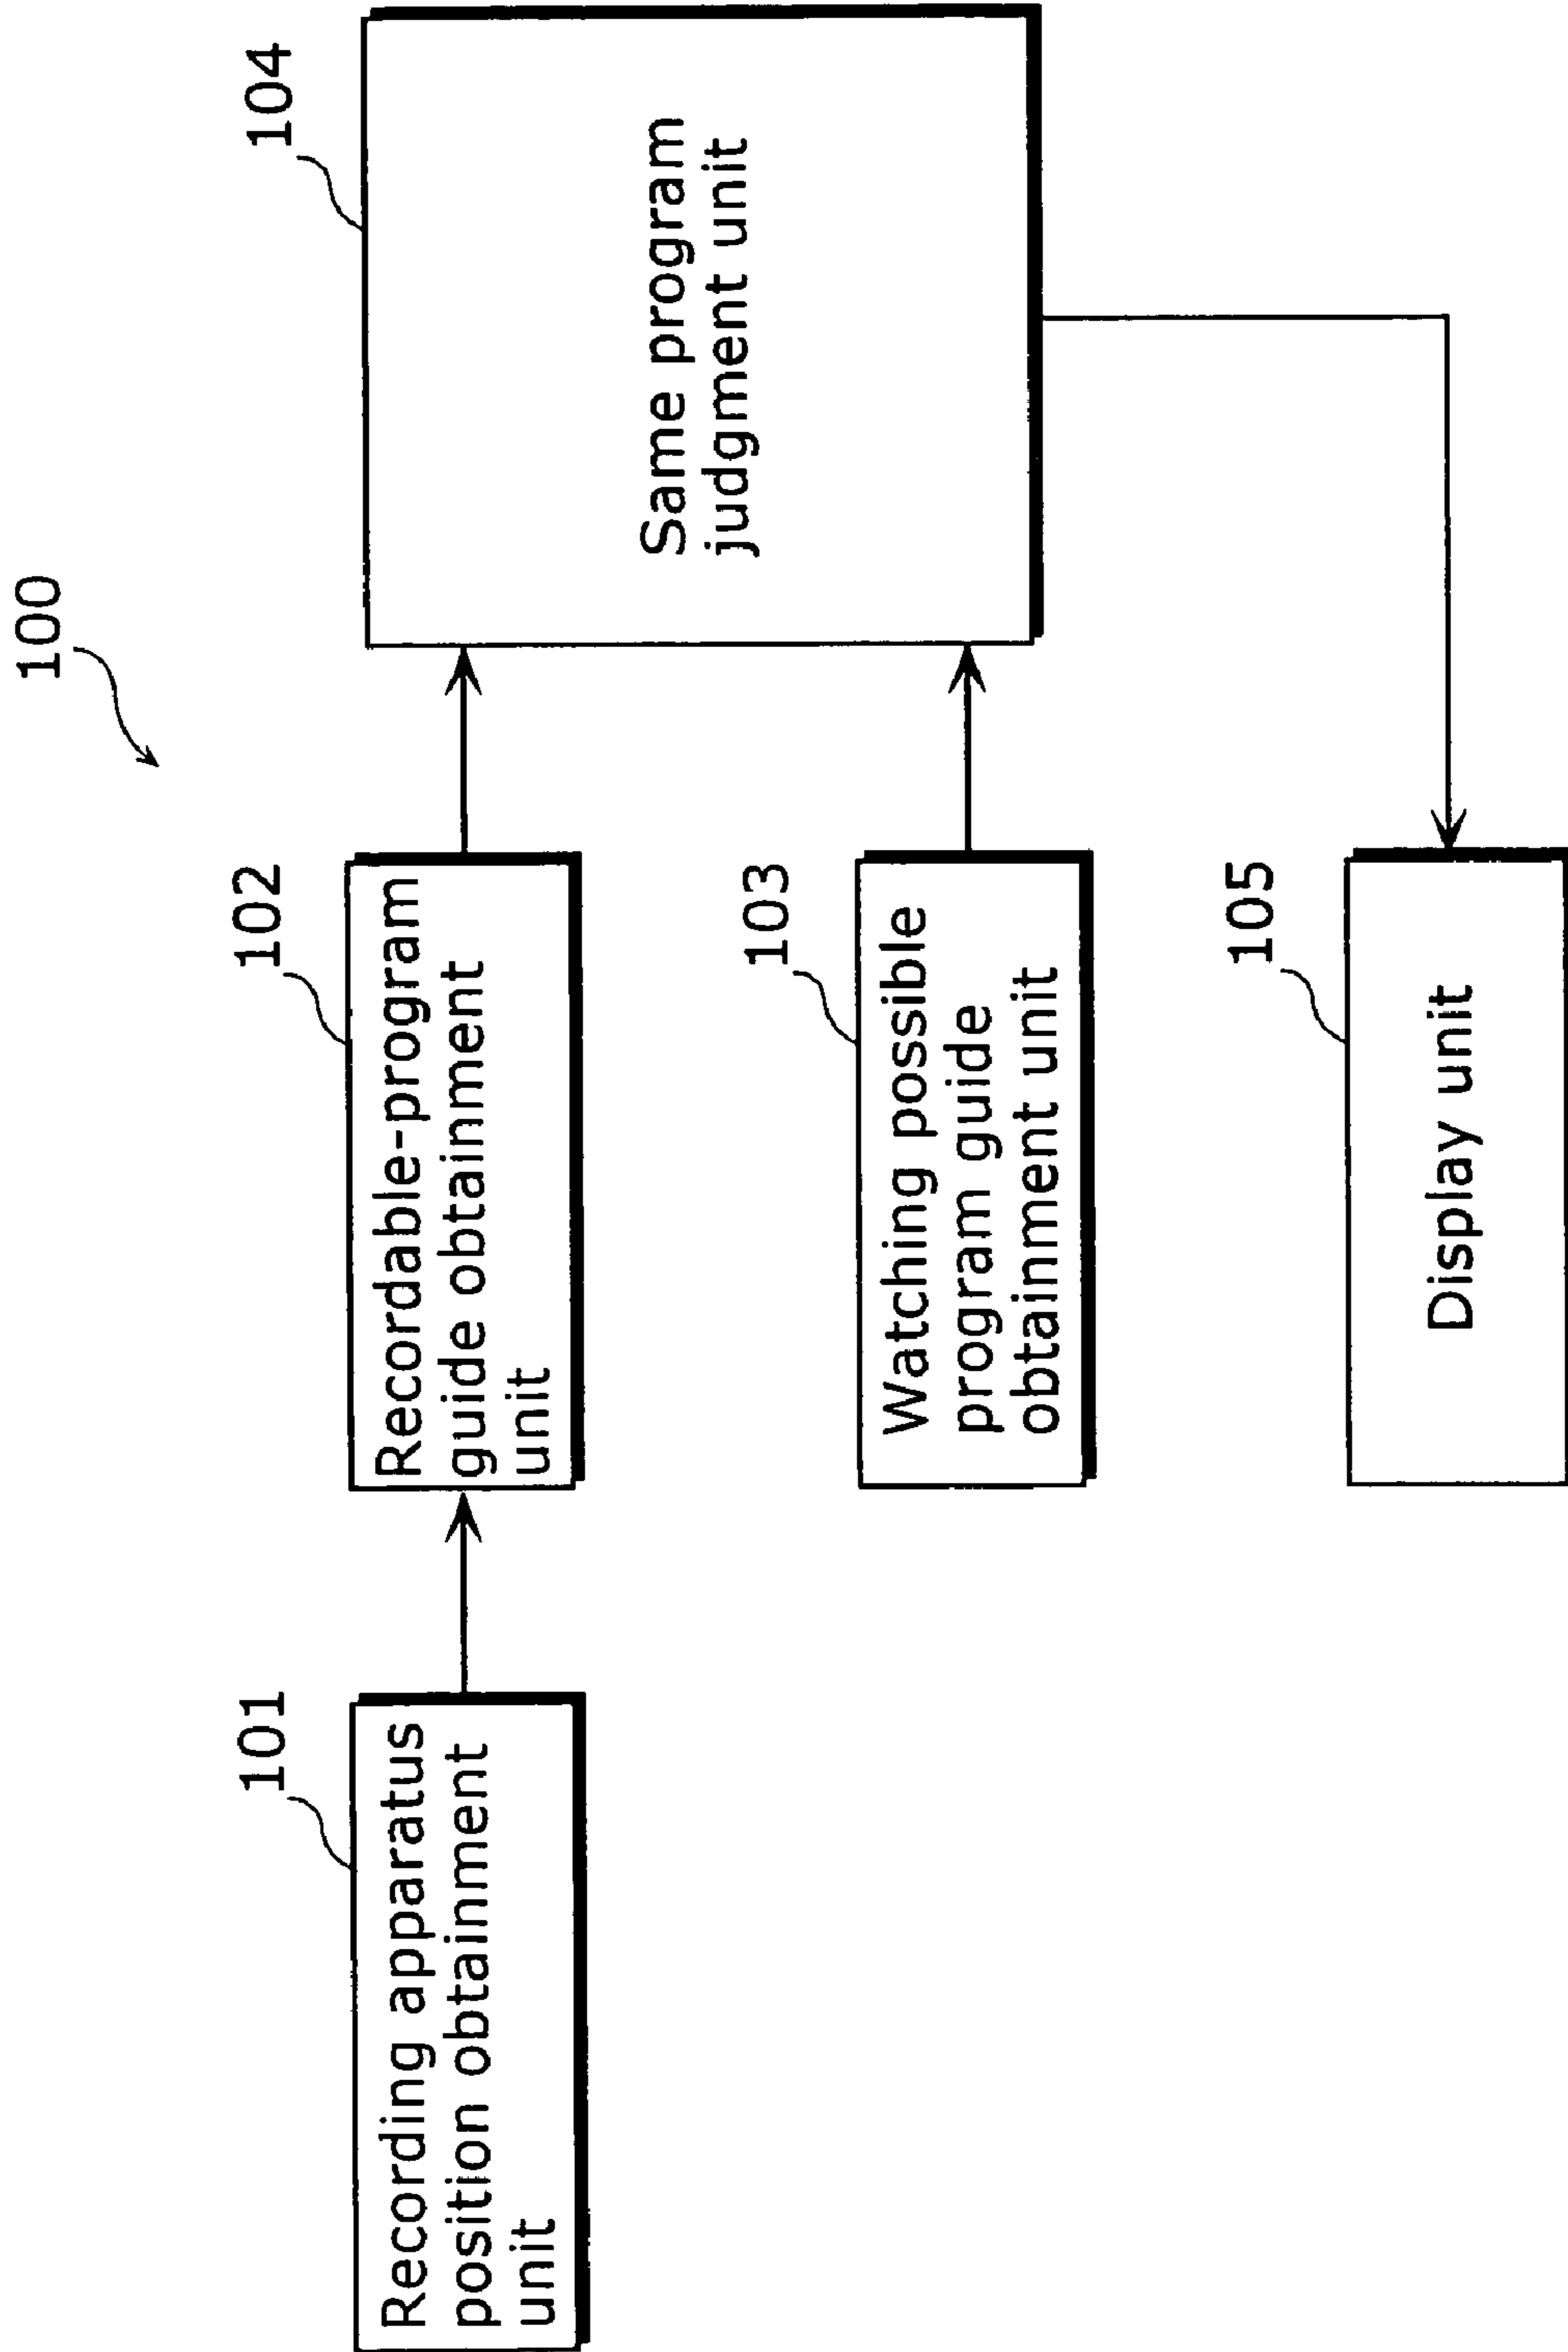 100
101
Recording apparatus
position obtainment
unit
102
Recordable-program
guide obtainment
unit
104
Same program
judgment unit
103
Watching possible
program guide
obtainment unit
105
Display unit